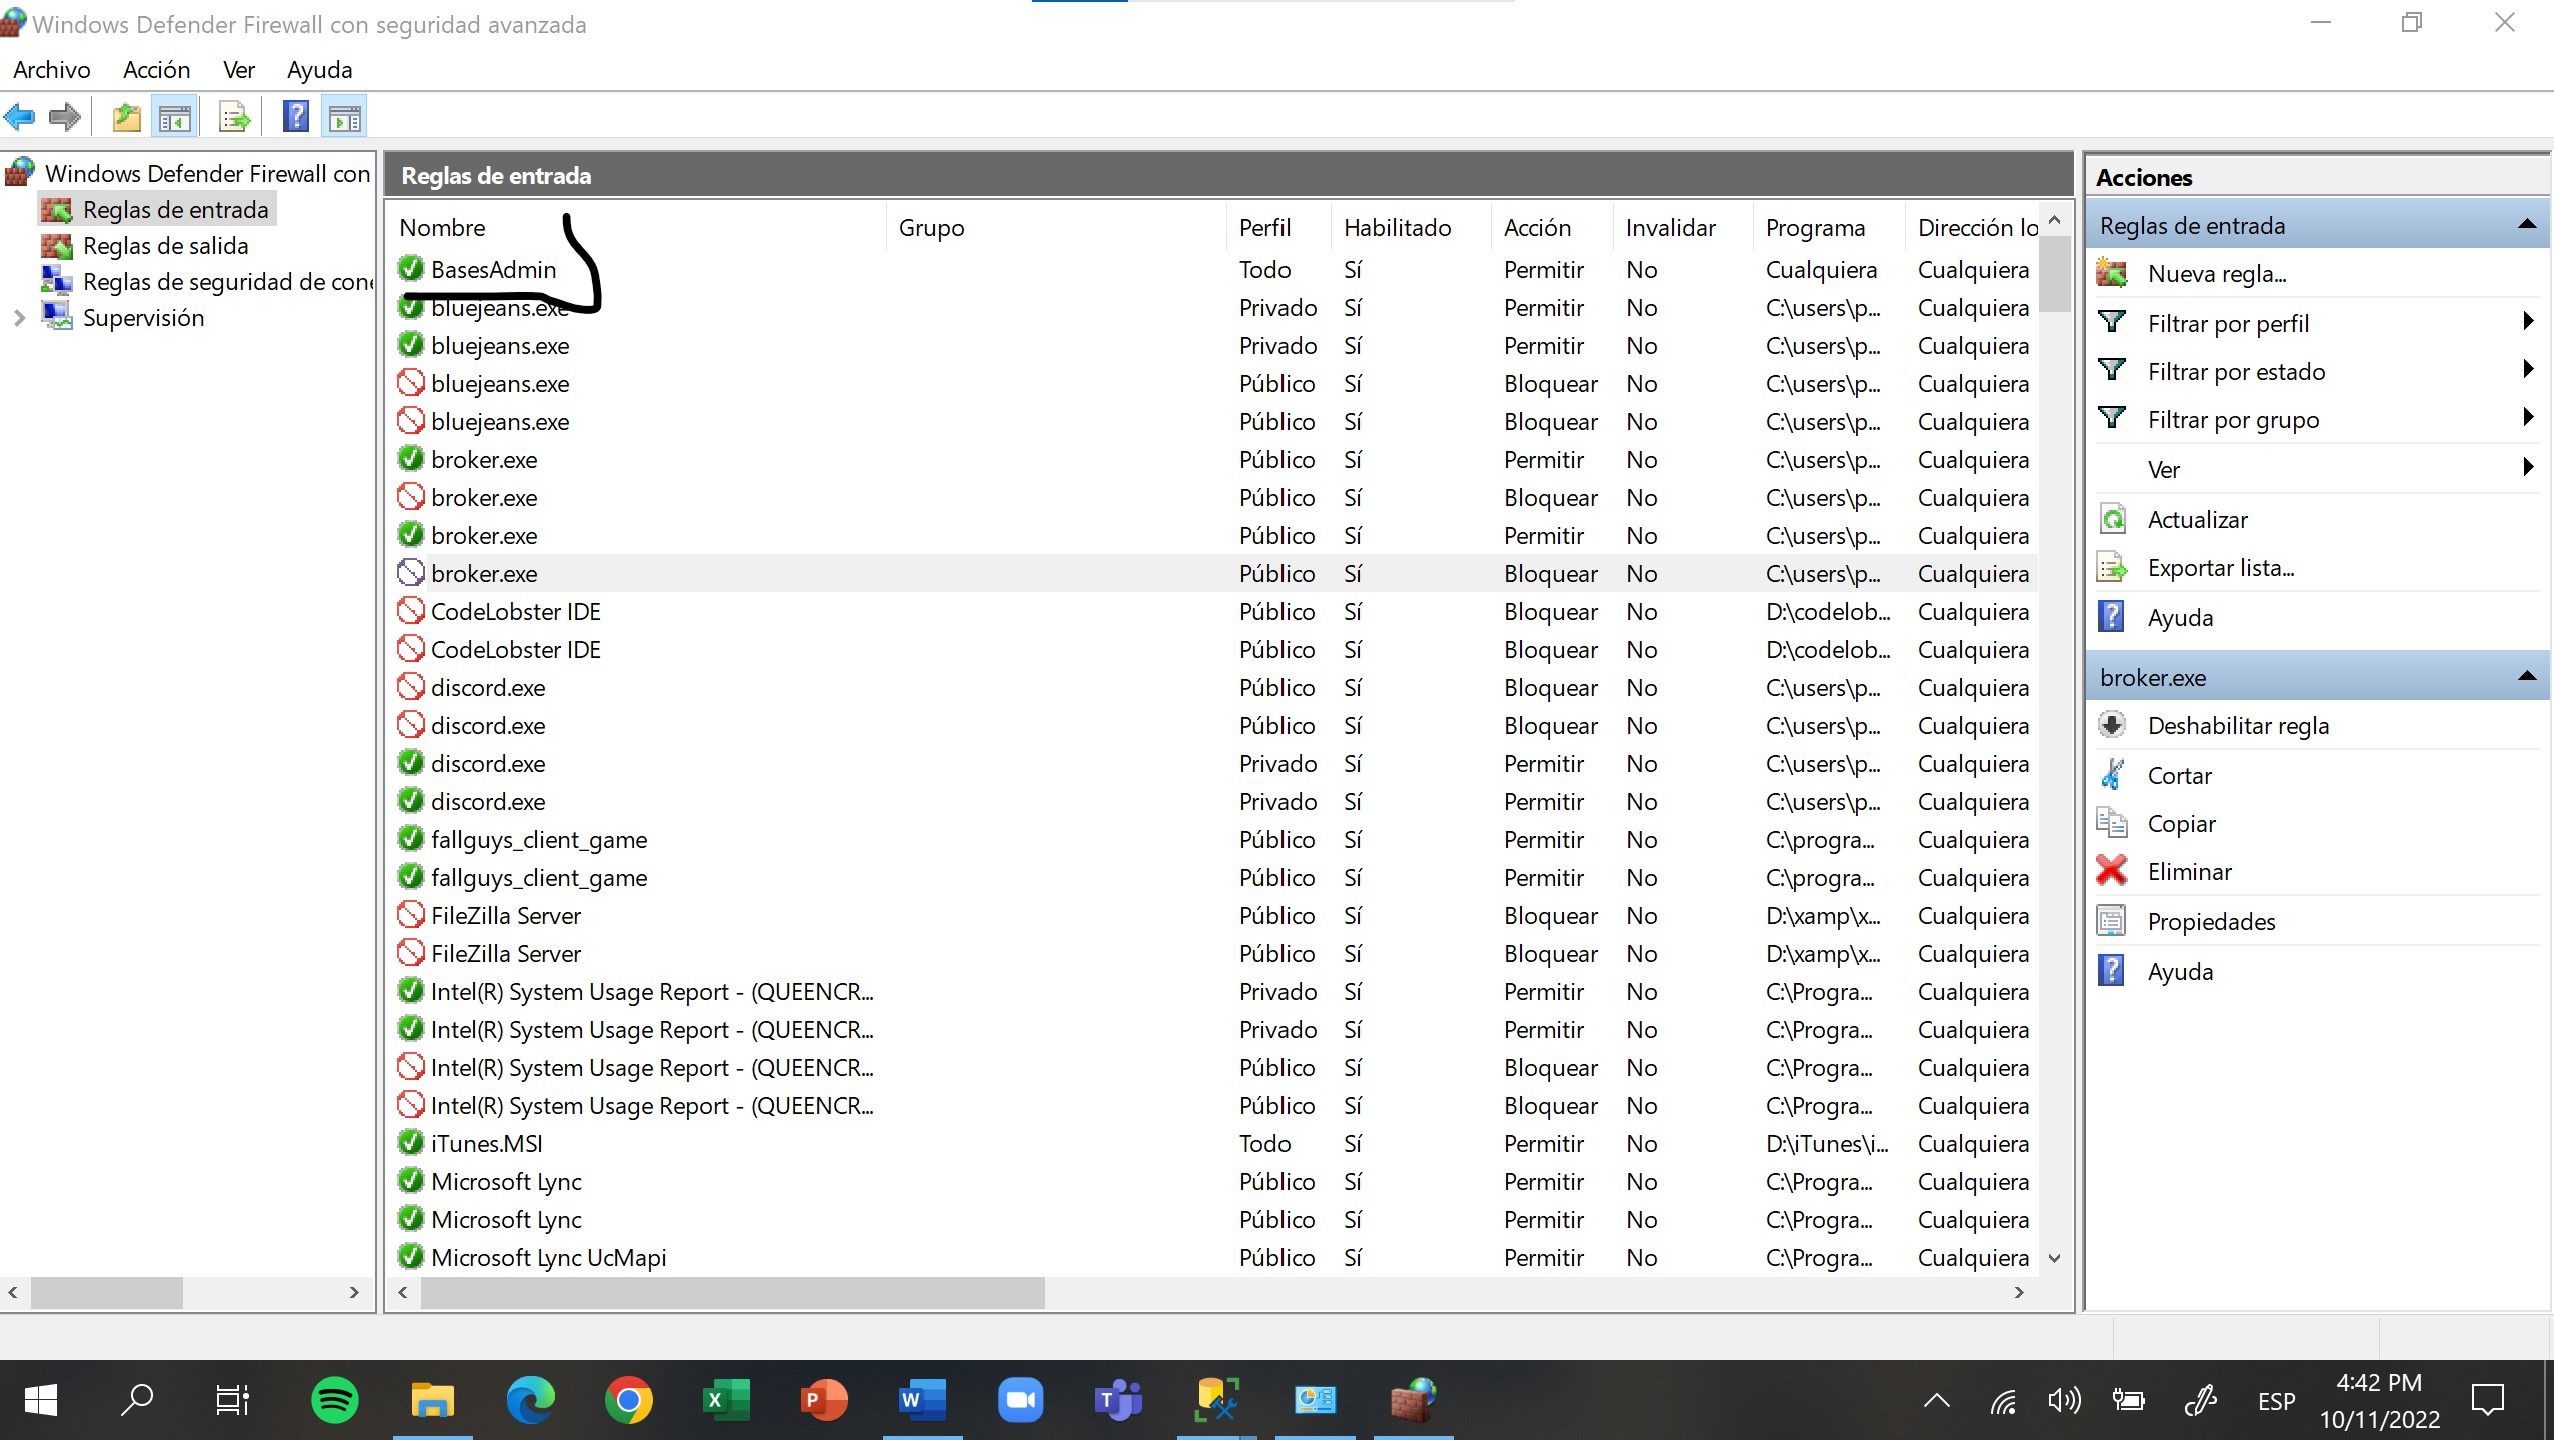 Windows Defender Firewall con seguridad avanzada
Archivo Acción Ver Ayuda
Windows Defender Firewall con
Reglas de entrada
Reglas de salida
Reglas de seguridad de con
Supervisión
Reglas de entrada
Nombre Grupo Perfil Habilitado Acción Invalidar Programa Dirección lo
BasesAdmin Todo Sí Permitir No Cualquiera Cualquiera
bluejeans.exe Privado Sí Permitir No C:\users\p... Cualquiera
bluejeans.exe Privado Sí Permitir No C:\users\p... Cualquiera
bluejeans.exe Público Sí Bloquear No C:\users\p... Cualquiera
bluejeans.exe Público Sí Bloquear No C:\users\p... Cualquiera
broker.exe Público Sí Permitir No C:\users\p... Cualquiera
broker.exe Público Sí Bloquear No C:\users\p... Cualquiera
broker.exe Público Sí Permitir No C:\users\p... Cualquiera
broker.exe Público Sí Bloquear No C:\users\p... Cualquiera
CodeLobster IDE Público Sí Bloquear No D:\codelob... Cualquiera
CodeLobster IDE Público Sí Bloquear No D:\codelob... Cualquiera
discord.exe Público Sí Bloquear No C:\users\p... Cualquiera
discord.exe Público Sí Bloquear No C:\users\p... Cualquiera
discord.exe Privado Sí Permitir No C:\users\p... Cualquiera
discord.exe Privado Sí Permitir No C:\users\p... Cualquiera
fallguys_client_game Público Sí Permitir No C:\progra... Cualquiera
fallguys_client_game Público Sí Permitir No C:\progra... Cualquiera
FileZilla Server Público Sí Bloquear No D:\xamp\x... Cualquiera
FileZilla Server Público Sí Bloquear No D:\xamp\x... Cualquiera
Intel(R) System Usage Report - (QUEENCR... Privado Sí Permitir No C:\Progra... Cualquiera
Intel(R) System Usage Report - (QUEENCR... Privado Sí Permitir No C:\Progra... Cualquiera
Intel(R) System Usage Report - (QUEENCR... Público Sí Bloquear No C:\Progra... Cualquiera
Intel(R) System Usage Report - (QUEENCR... Público Sí Bloquear No C:\Progra... Cualquiera
iTunes.MSI Todo Sí Permitir No D:\iTunes\i... Cualquiera
Microsoft Lync Público Sí Permitir No C:\Progra... Cualquiera
Microsoft Lync Público Sí Permitir No C:\Progra... Cualquiera
Microsoft Lync UcMapi Público Sí Permitir No C:\Progra... Cualquiera
Acciones
Reglas de entrada
Nueva regla...
Filtrar por perfil
Filtrar por estado
Filtrar por grupo
Ver
Actualizar
Exportar lista...
Ayuda
broker.exe
Deshabilitar regla
Cortar
Copiar
Eliminar
Propiedades
Ayuda
ESP
4:42 PM
10/11/2022